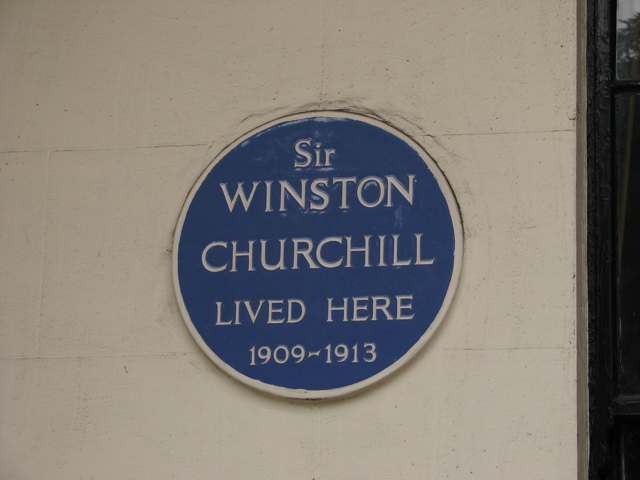 Sir
WINSTON
CHURCHILL
LIVED HERE
1909-1913